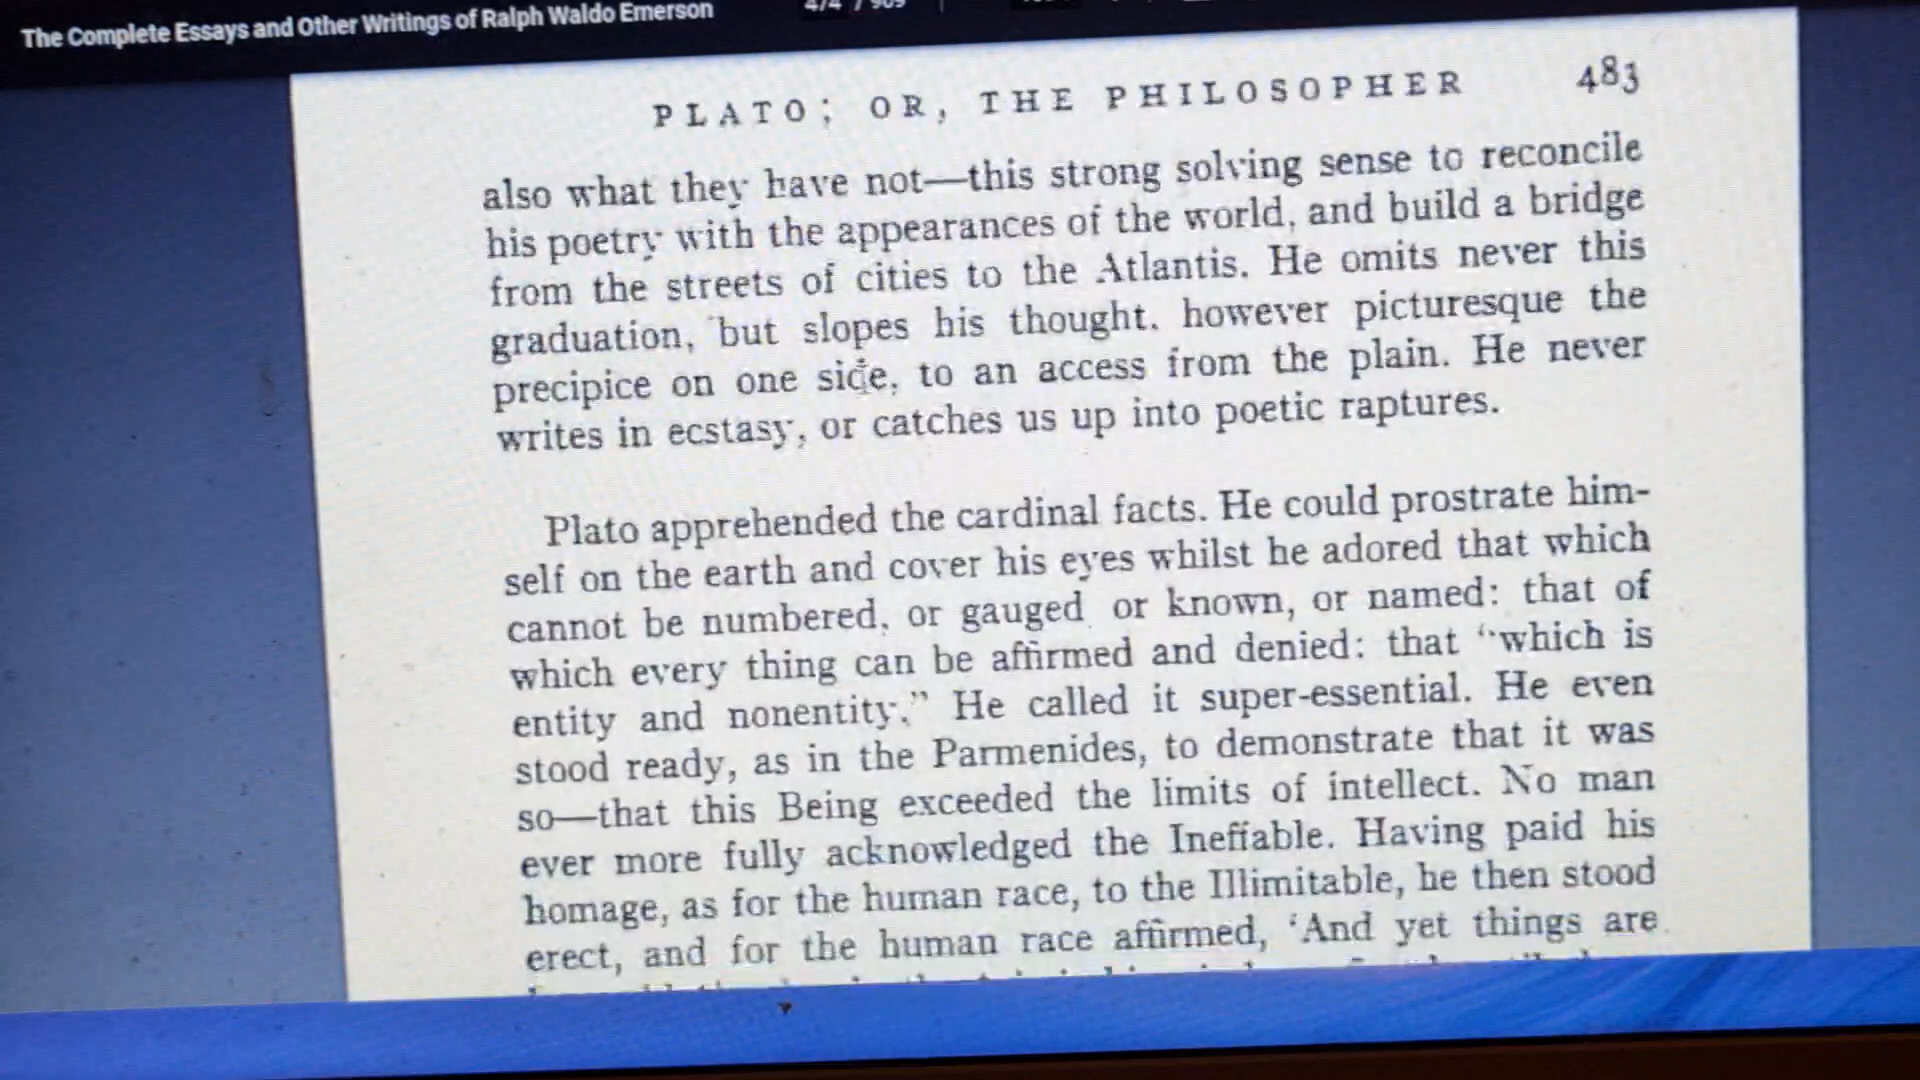 The Complete Essays and Other Writings of Ralph Waldo Emerson
PLATO; OR, THE PHILOSOPHER 483
also what they have not—this strong solving sense to reconcile
his poetry with the appearances of the world, and build a bridge
from the streets of cities to the Atlantis. He omits never this
graduation, but slopes his thought, however picturesque the
precipice on one side, to an access from the plain. He never
writes in ecstasy, or catches us up into poetic raptures.
Plato apprehended the cardinal facts. He could prostrate him-
self on the earth and cover his eyes whilst he adored that which
cannot be numbered, or gauged or known, or named: that of
which every thing can be affirmed and denied: that "which is
entity and nonentity." He called it super-essential. He even
stood ready, as in the Parmenides, to demonstrate that it was
so—that this Being exceeded the limits of intellect. No man
ever more fully acknowledged the Ineffable. Having paid his
homage, as for the human race, to the Illimitable, he then stood
erect, and for the human race affirmed, 'And yet things are